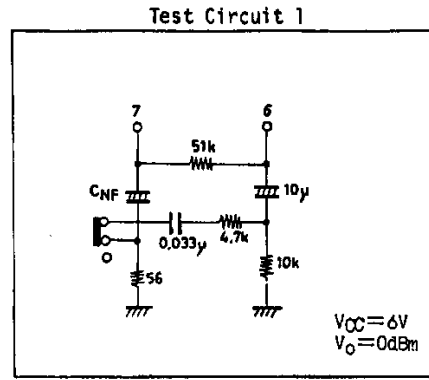 Test Circuit 1
7 6
51k
CNF 10μ
0,033μ 4,7k
10k
56
VCC=6V
VO=0dBm